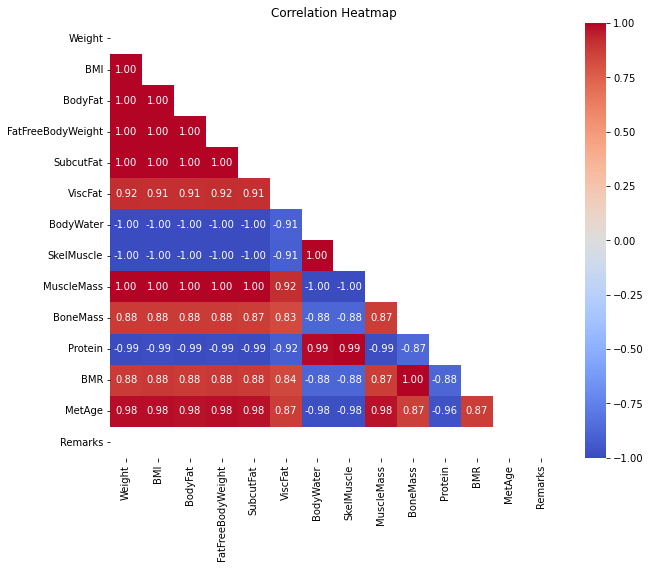 Correlation Heatmap
Weight
BMI 1.00
BodyFat 1.00 1.00
FatFreeBodyWeight 1.00 1.00 1.00
SubcutFat 1.00 1.00 1.00 1.00
ViscFat 0.92 0.91 0.91 0.92 0.91
BodyWater -1.00 -1.00 -1.00 -1.00 -1.00 -0.91
SkelMuscle -1.00 -1.00 -1.00 -1.00 -1.00 -0.91 1.00
MuscleMass 1.00 1.00 1.00 1.00 1.00 0.92 -1.00 -1.00
BoneMass 0.88 0.88 0.88 0.88 0.87 0.83 -0.88 -0.88 0.87
Protein -0.99 -0.99 -0.99 -0.99 -0.99 -0.92 0.99 0.99 -0.99 -0.87
BMR 0.88 0.88 0.88 0.88 0.88 0.84 -0.88 -0.88 0.87 1.00 -0.88
MetAge 0.98 0.98 0.98 0.98 0.98 0.87 -0.98 -0.98 0.98 0.87 -0.96 0.87
Remarks
Weight BMI BodyFat FatFreeBodyWeight SubcutFat ViscFat BodyWater SkelMuscle MuscleMass BoneMass Protein BMR MetAge Remarks
1.00
0.75
0.50
0.25
0.00
−0.25
−0.50
−0.75
−1.00